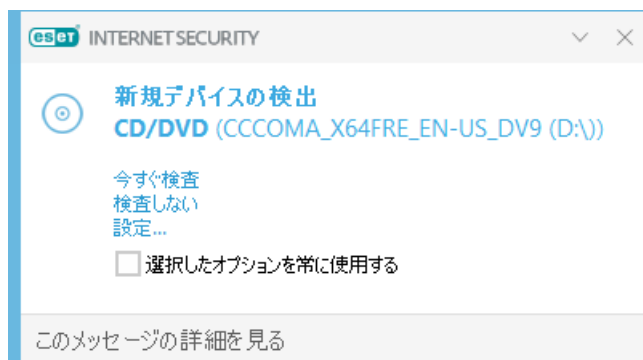 eseT INTERNET SECURITY
新規デバイスの検出
CD/DVD (CCCOMA_X64FRE_EN-US_DV9 (D:\))
今すぐ検査
検査しない
設定...
選択したオプションを常に使用する
このメッセージの詳細を見る